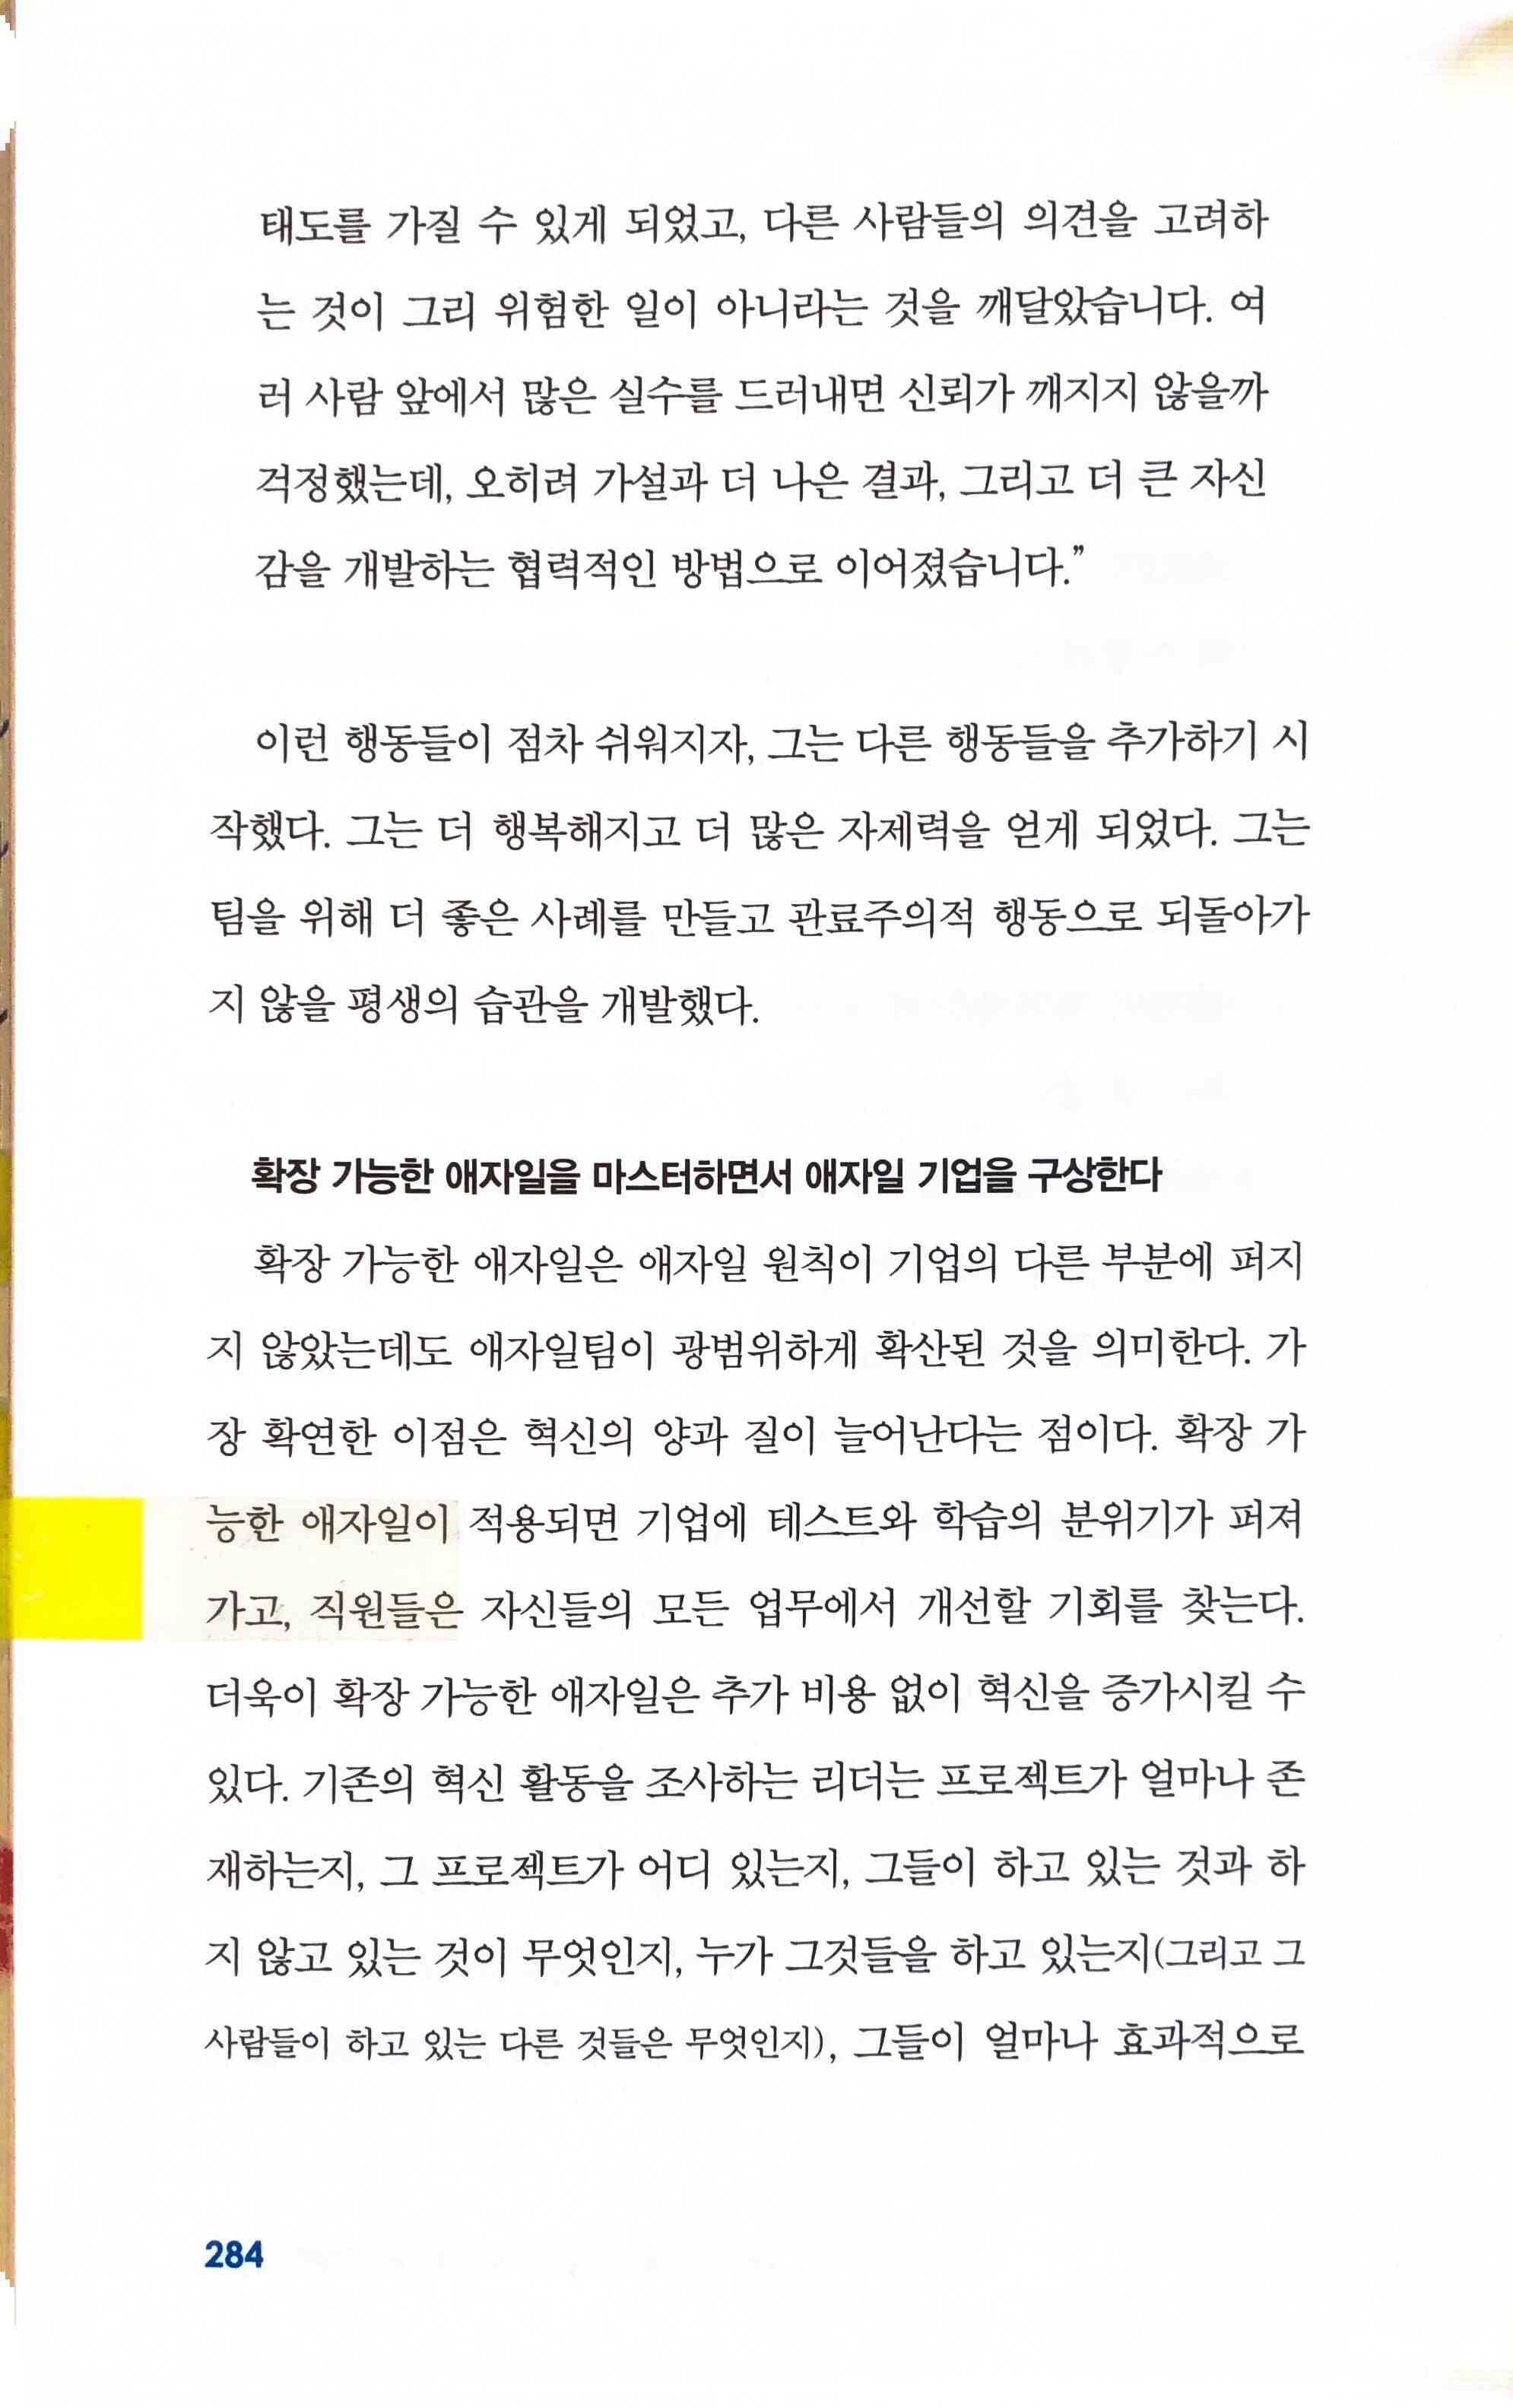 태도를 가질 수 있게 되었고, 다른 사람들의 의견을 고려하
는 것이 그리 위험한 일이 아니라는 것을 깨달았습니다. 여
러 사람 앞에서 많은 실수를 드러내면 신뢰가 깨지지 않을까
걱정했는데, 오히려 가설과 더 나은 결과, 그리고 더 큰 자신
감을 개발하는 협력적인 방법으로 이어졌습니다.”
이런 행동들이 점차 쉬워지자, 그는 다른 행동들을 추가하기 시
작했다. 그는 더 행복해지고 더 많은 자제력을 얻게 되었다. 그는
팀을 위해 더 좋은 사례를 만들고 관료주의적 행동으로 되돌아가
지 않을 평생의 습관을 개발했다.
확장 가능한 애자일을 마스터하면서 애자일 기업을 구상한다
확장 가능한 애자일은 애자일 원칙이 기업의 다른 부분에 퍼지
지 않았는데도 애자일팀이 광범위하게 확산된 것을 의미한다. 가
장 확연한 이점은 혁신의 양과 질이 늘어난다는 점이다. 확장 가
능한 애자일이 적용되면 기업에 테스트와 학습의 분위기가 퍼져
가고, 직원들은 자신들의 모든 업무에서 개선할 기회를 찾는다.
더욱이 확장 가능한 애자일은 추가 비용 없이 혁신을 증가시킬 수
있다. 기존의 혁신 활동을 조사하는 리더는 프로젝트가 얼마나 존
재하는지, 그 프로젝트가 어디 있는지, 그들이 하고 있는 것과 하
지 않고 있는 것이 무엇인지, 누가 그것들을 하고 있는지(그리고 그
사람들이 하고 있는 다른 것들은 무엇인지), 그들이 얼마나 효과적으로
284